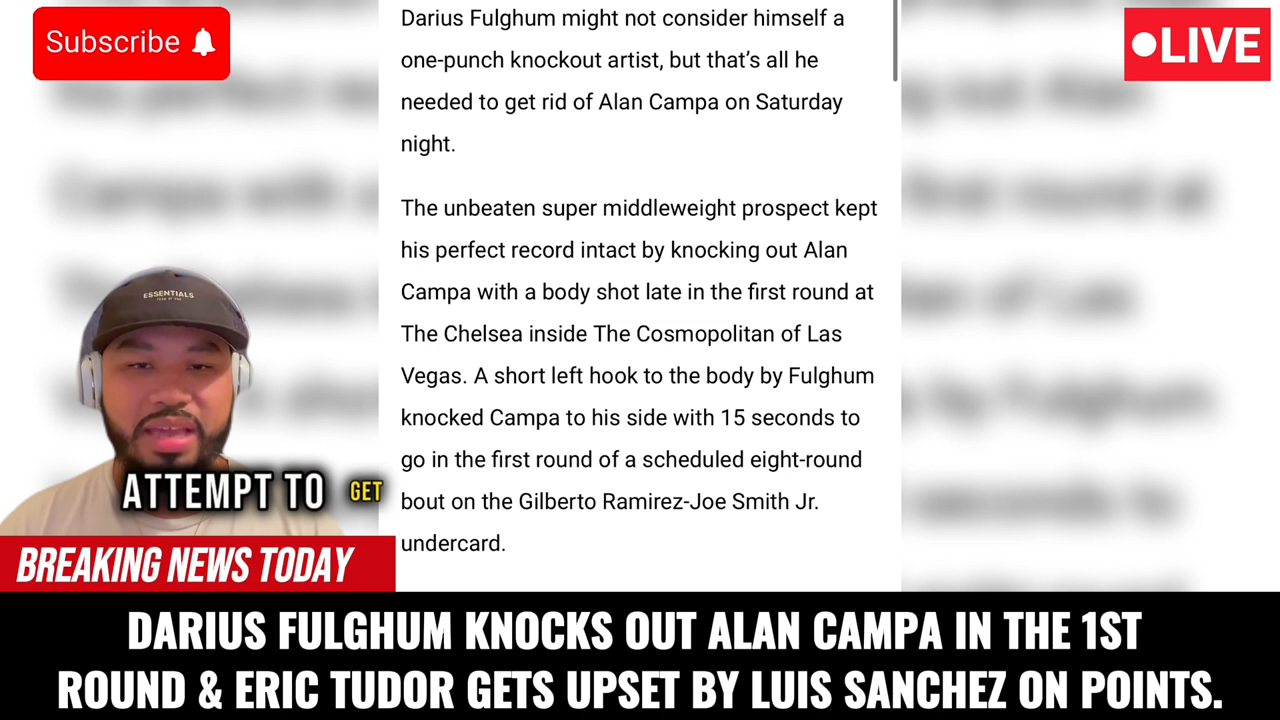 Subscribe
LIVE
Darius Fulghum might not consider himself a
one-punch knockout artist, but that’s all he
needed to get rid of Alan Campa on Saturday
night.
The unbeaten super middleweight prospect kept
his perfect record intact by knocking out Alan
Campa with a body shot late in the first round at
The Chelsea inside The Cosmopolitan of Las
Vegas. A short left hook to the body by Fulghum
knocked Campa to his side with 15 seconds to
go in the first round of a scheduled eight-round
bout on the Gilberto Ramirez-Joe Smith Jr.
undercard.
ESSENTIALS
ATTEMPT TO GET
BREAKING NEWS TODAY
DARIUS FULGHUM KNOCKS OUT ALAN CAMPA IN THE 1ST
ROUND & ERIC TUDOR GETS UPSET BY LUIS SANCHEZ ON POINTS.